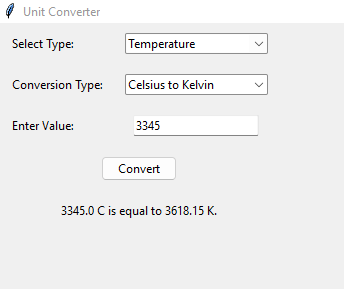 Unit Converter
Select Type: Temperature
Conversion Type: Celsius to Kelvin
Enter Value: 3345
Convert
3345.0 C is equal to 3618.15 K.